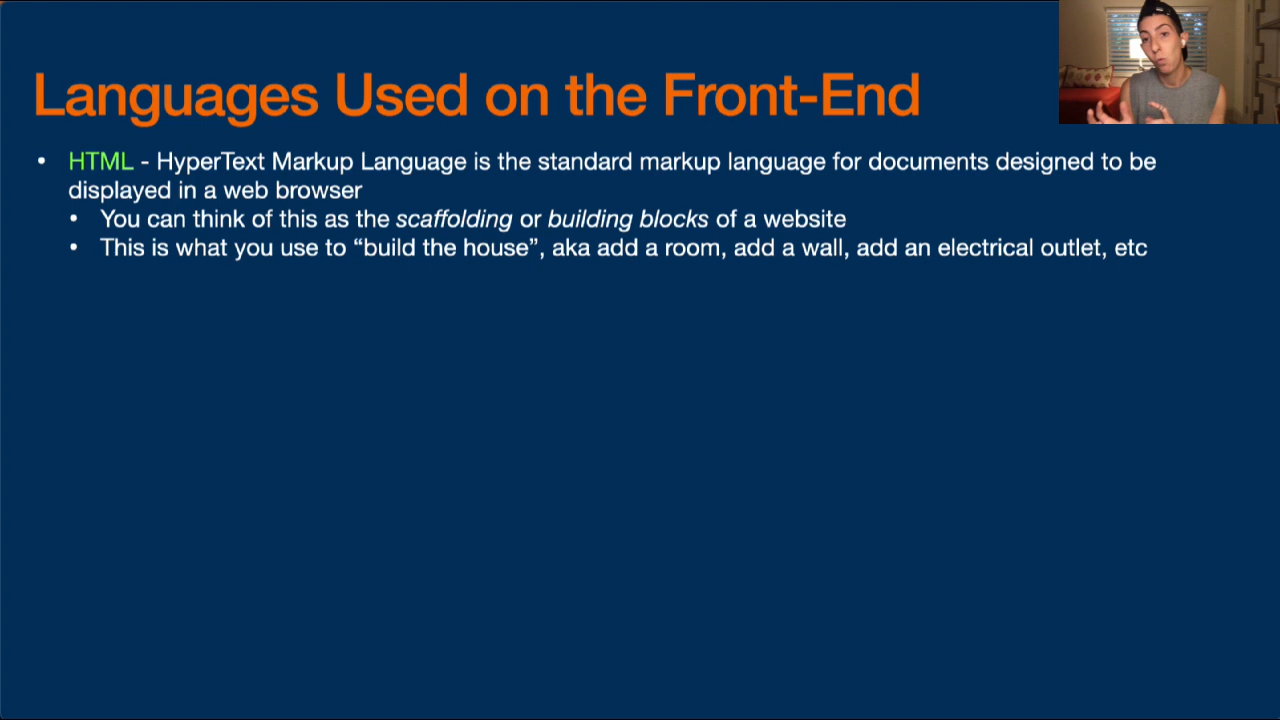 Languages Used on the Front-End
• HTML - HyperText Markup Language is the standard markup language for documents designed to be
displayed in a web browser
• You can think of this as the scaffolding or building blocks of a website
• This is what you use to “build the house”, aka add a room, add a wall, add an electrical outlet, etc